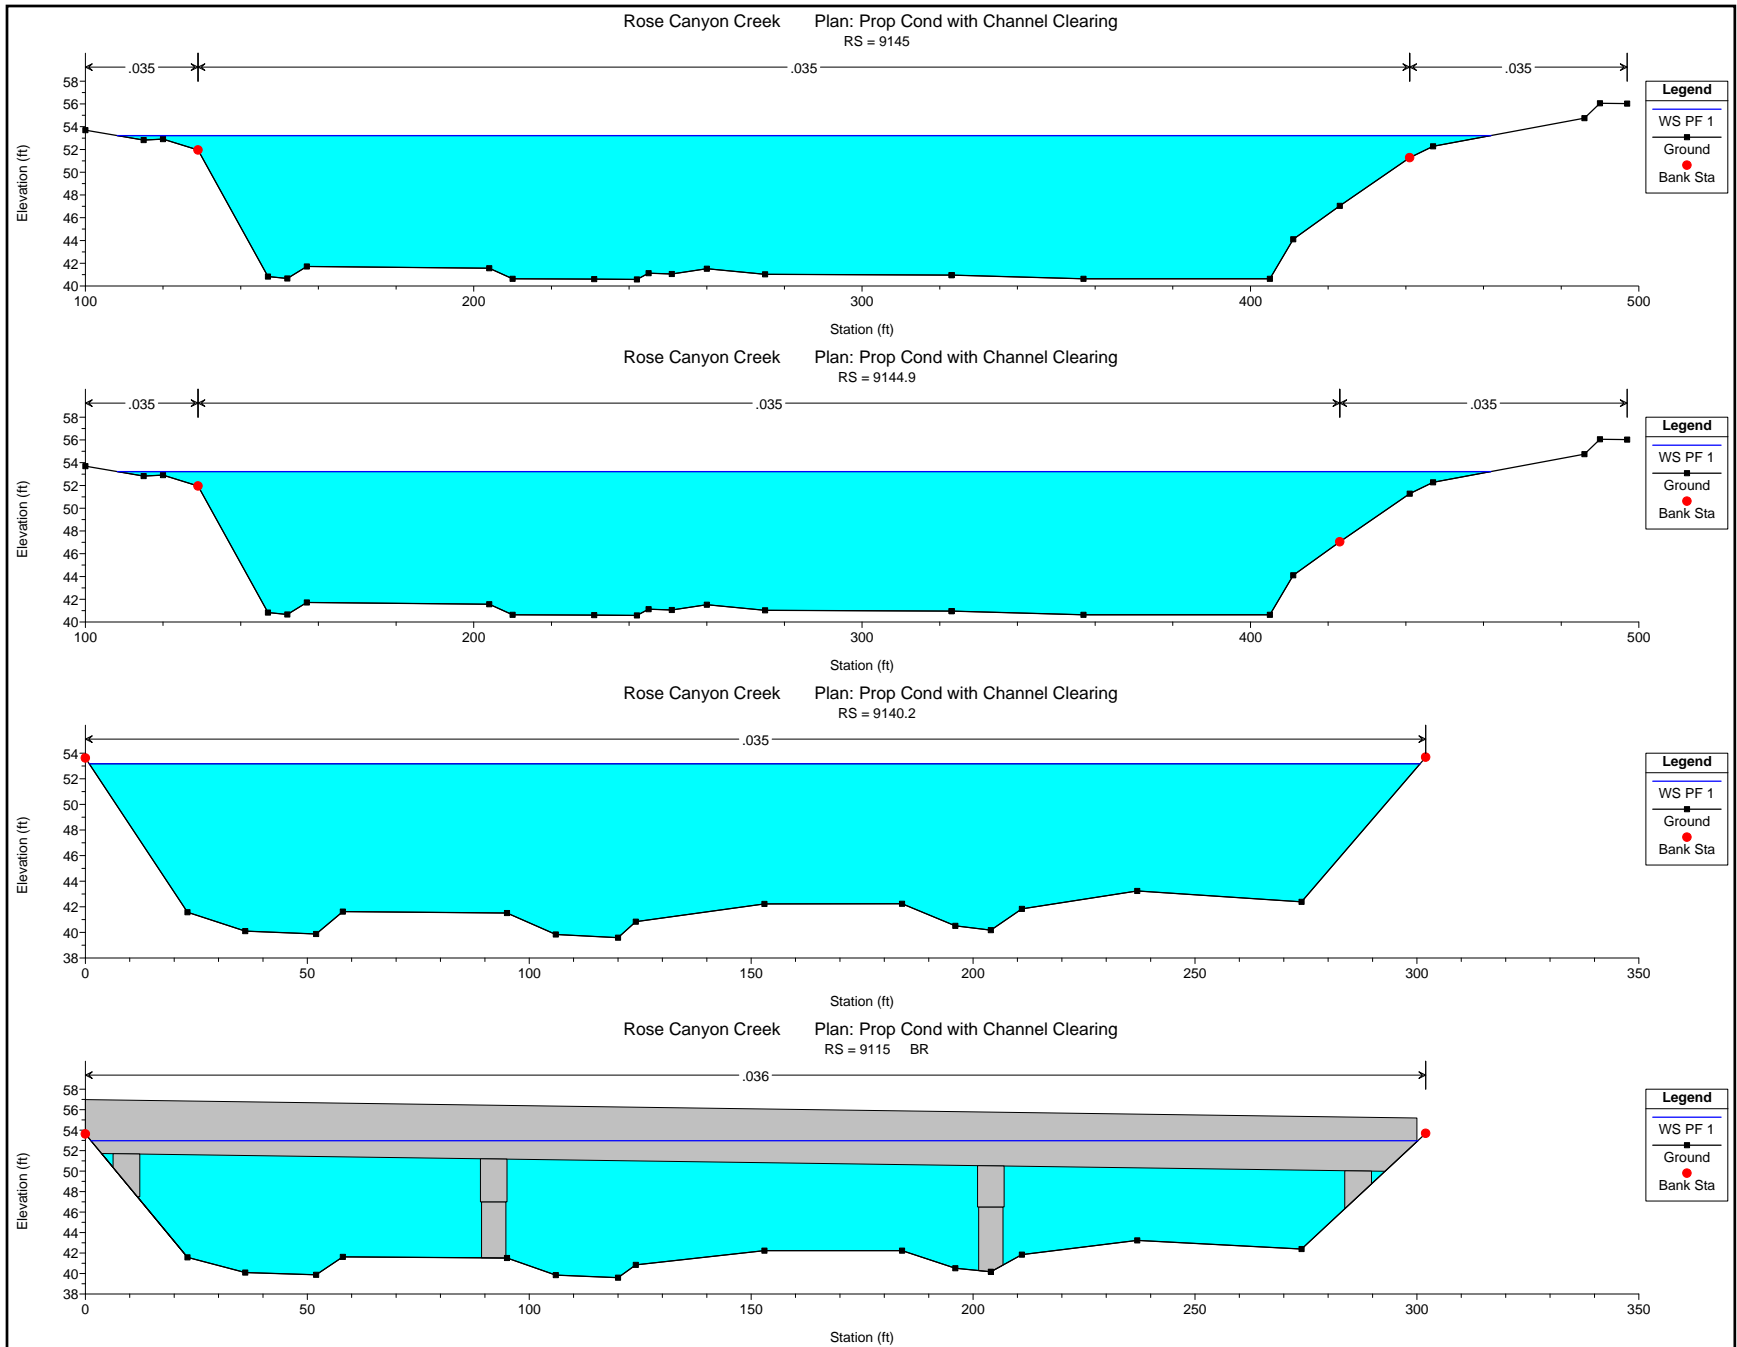 Rose Canyon Creek Plan: Prop Cond with Channel Clearing
RS = 9145
.035 .035 .035
58
56
54
52
50
48
46
44
42
40
Elevation (ft)
100 200 300 400 500
Station (ft)
Legend
WS PF 1
Ground
Bank Sta
Rose Canyon Creek Plan: Prop Cond with Channel Clearing
RS = 9144.9
.035 .035 .035
58
56
54
52
50
48
46
44
42
40
Elevation (ft)
100 200 300 400 500
Station (ft)
Legend
WS PF 1
Ground
Bank Sta
Rose Canyon Creek Plan: Prop Cond with Channel Clearing
RS = 9140.2
.035
54
52
50
48
46
44
42
40
38
Elevation (ft)
0 50 100 150 200 250 300 350
Station (ft)
Legend
WS PF 1
Ground
Bank Sta
Rose Canyon Creek Plan: Prop Cond with Channel Clearing
RS = 9115 BR
.036
58
56
54
52
50
48
46
44
42
40
38
Elevation (ft)
0 50 100 150 200 250 300 350
Station (ft)
Legend
WS PF 1
Ground
Bank Sta